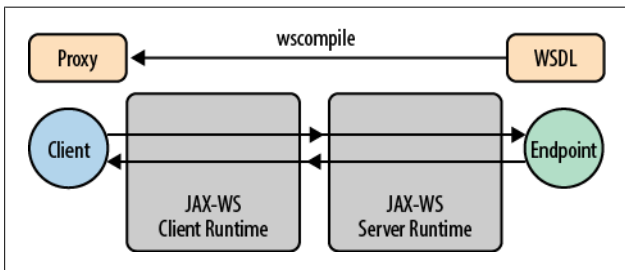 wscompile
Proxy
WSDL
Client
Endpoint
JAX-WS
Client Runtime
JAX-WS
Server Runtime